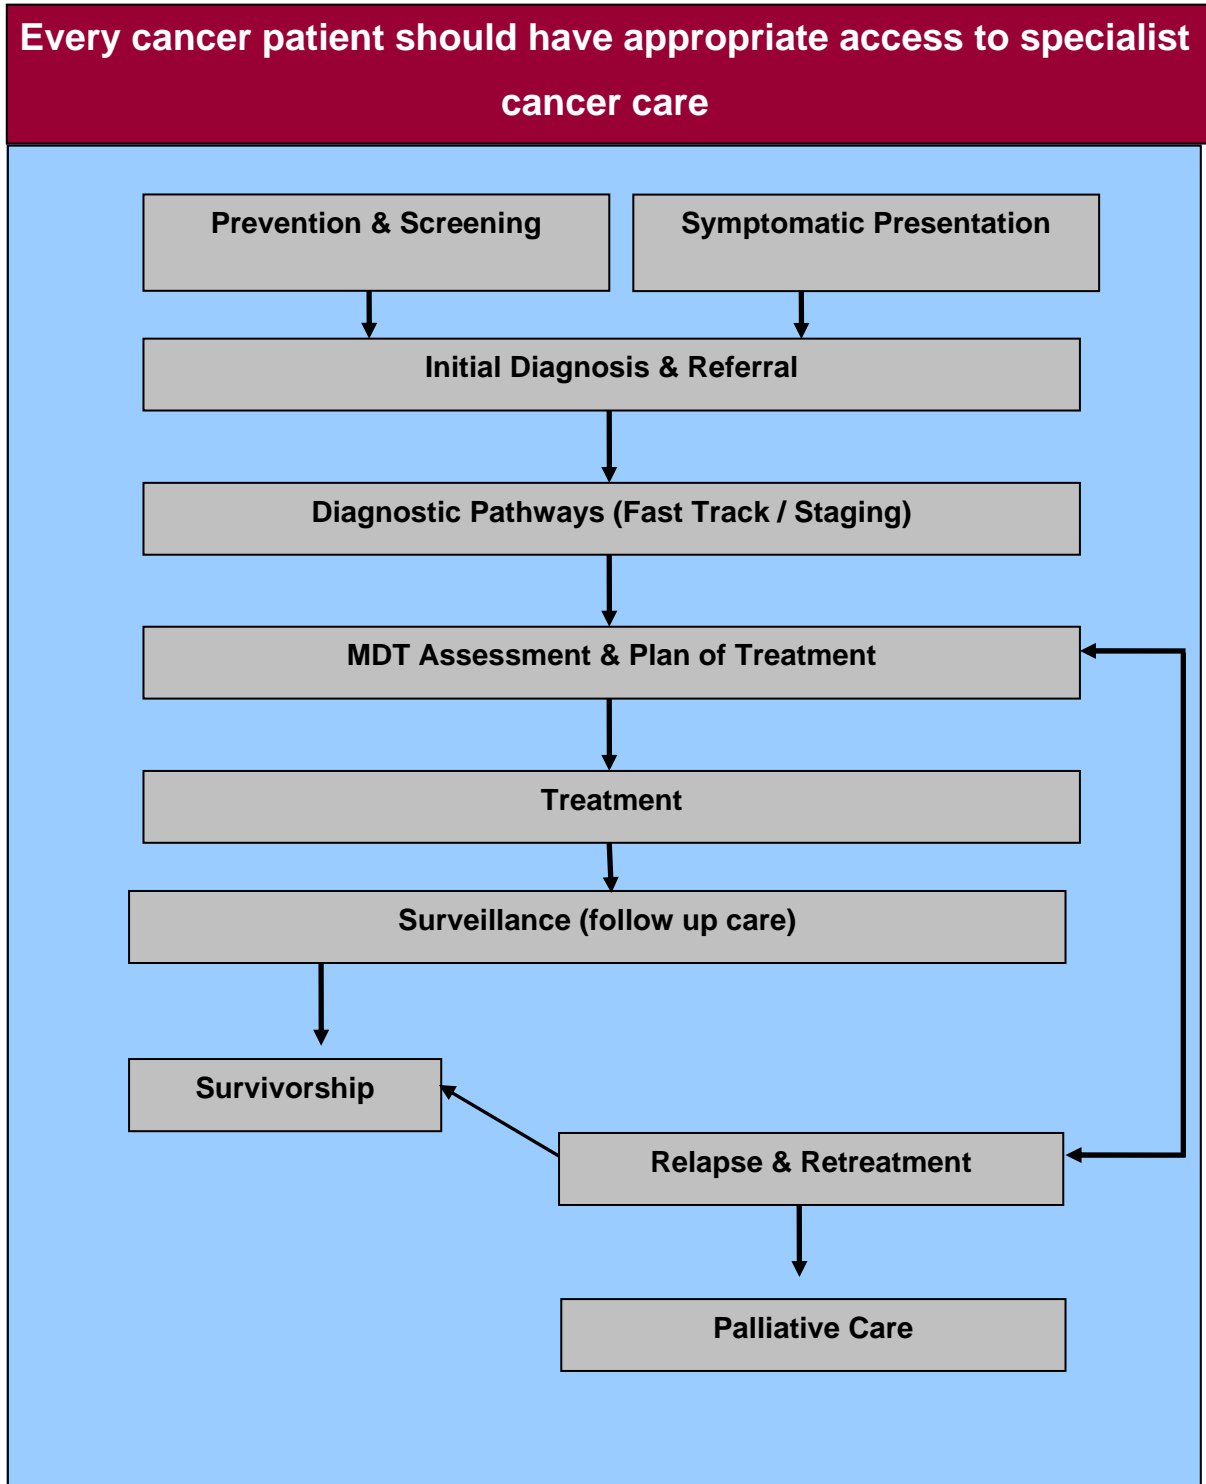 Every cancer patient should have appropriate access to specialist
cancer care
Prevention & Screening
Symptomatic Presentation
Initial Diagnosis & Referral
Diagnostic Pathways (Fast Track / Staging)
MDT Assessment & Plan of Treatment
Treatment
Surveillance (follow up care)
Survivorship
Relapse & Retreatment
Palliative Care